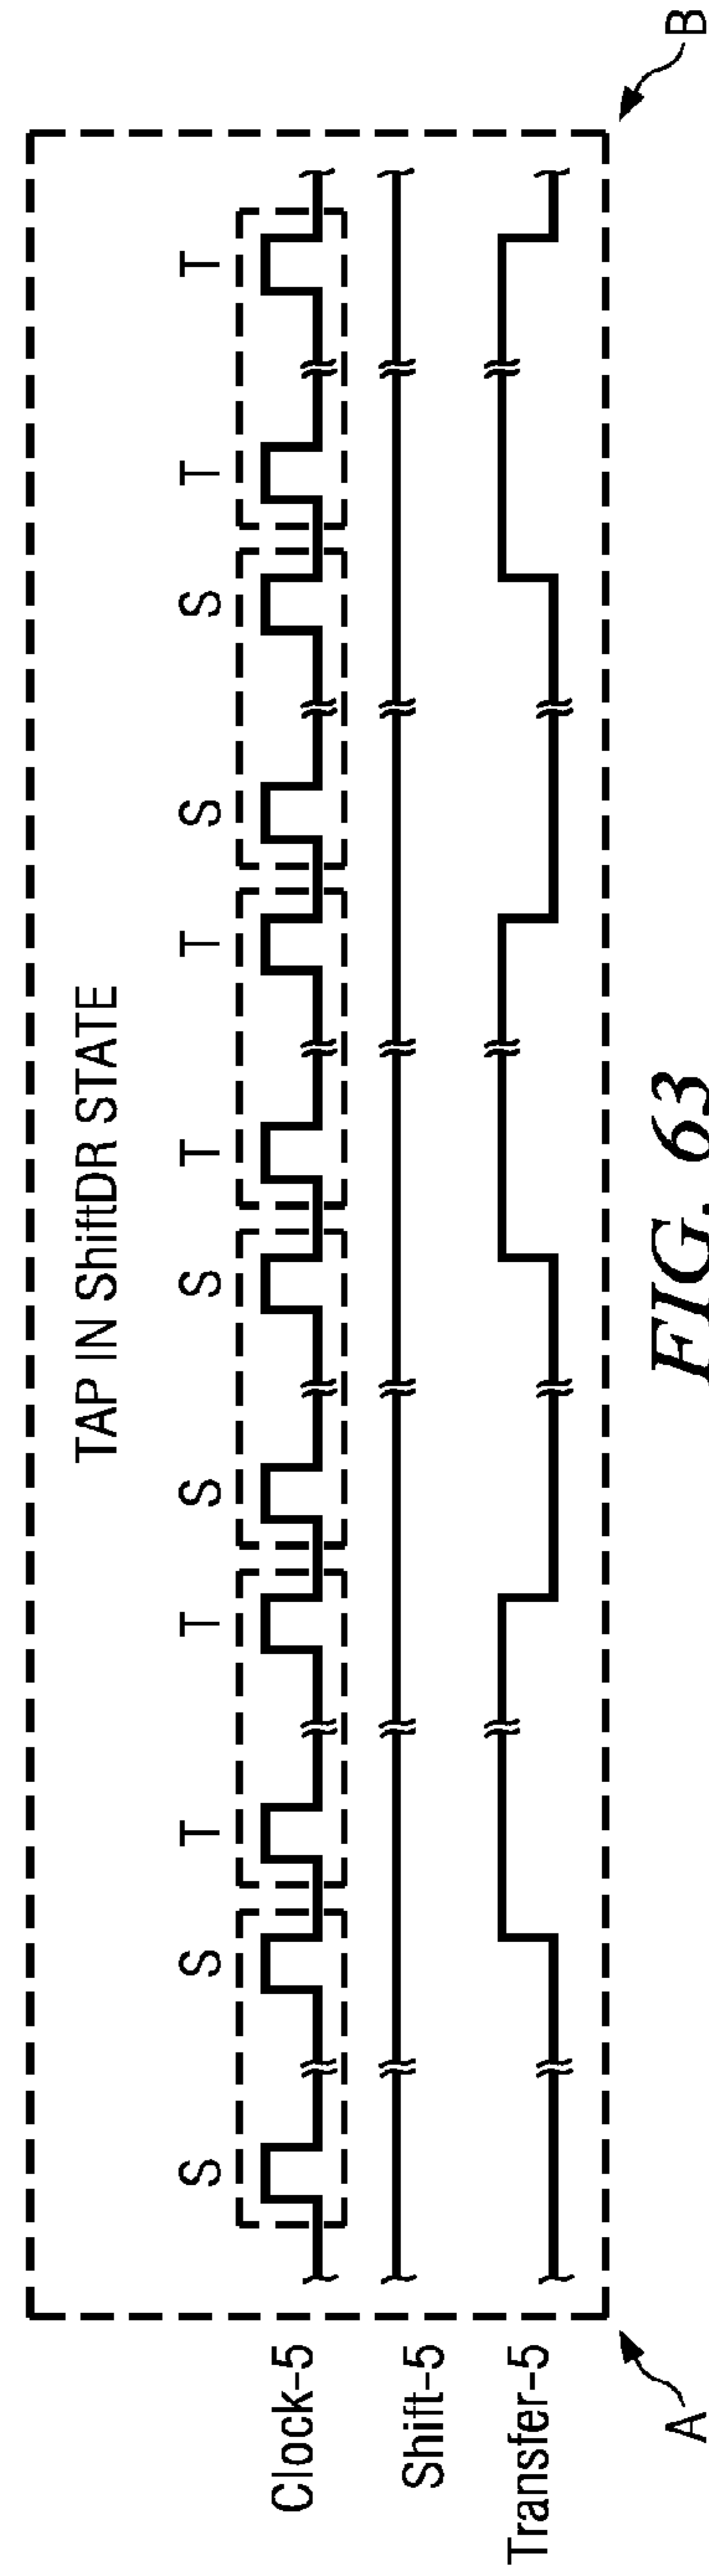 TAP IN ShiftDR STATE
S S T T S S T T S S T T
Clock-5
Shift-5
Transfer-5
A B
FIG. 63